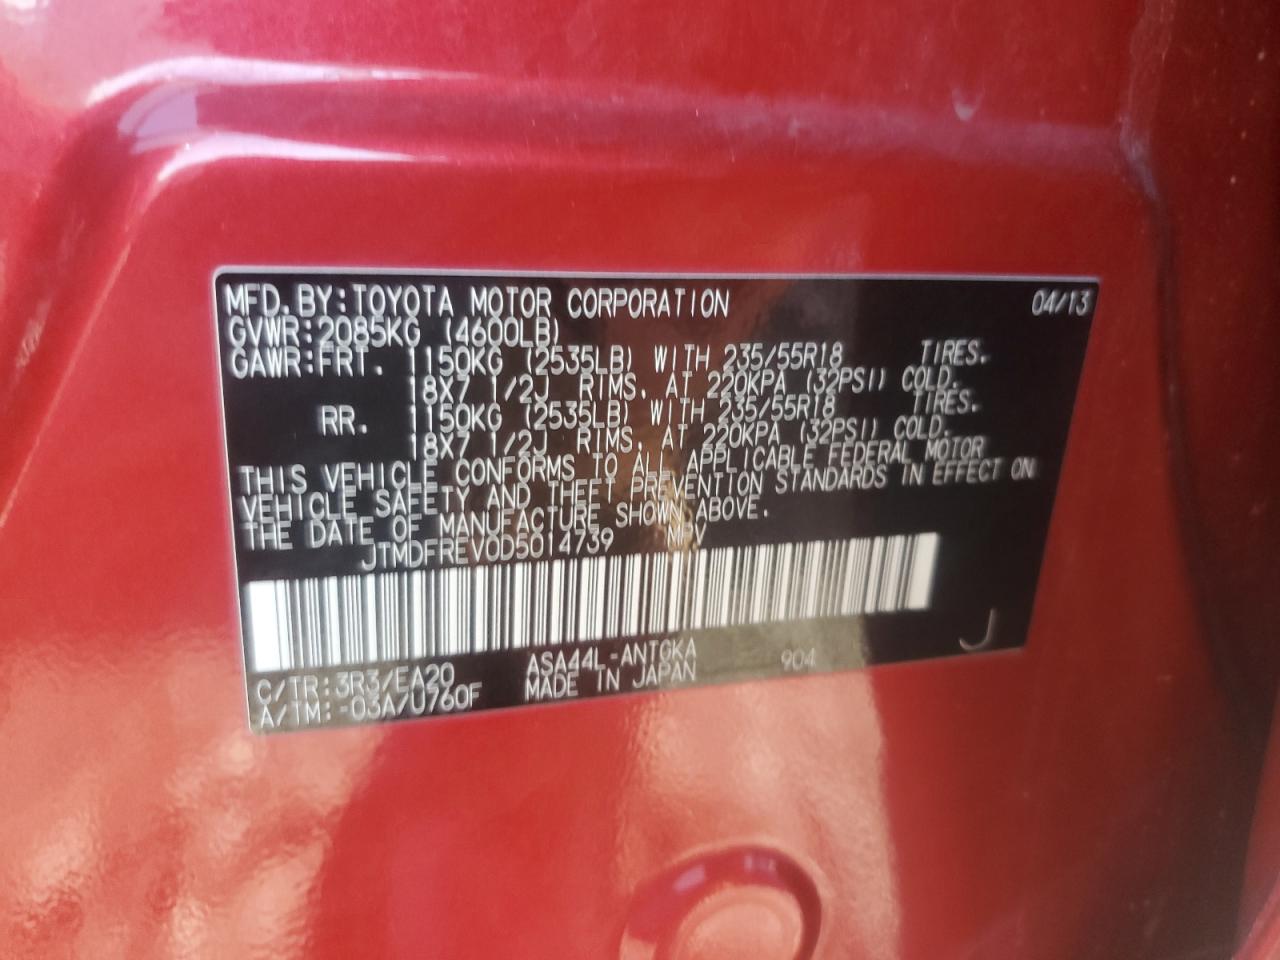 MFD.BY:TOYOTA MOTOR CORPORATION 04/13
GVWR:2085KG (4600LB)
GAWR:FRT. 1150KG (2535LB) WITH 235/55R18 TIRES.
18X7 1/2J RIMS, AT 220KPA (32PSI) COLD.
RR. 1150KG (2535LB) WITH 235/55R18 TIRES.
18X7 1/2J RIMS, AT 220KPA (32PSI) COLD.
THIS VEHICLE CONFORMS TO ALL APPLICABLE FEDERAL MOTOR
VEHICLE SAFETY AND THEFT PREVENTION STANDARDS IN EFFECT ON
THE DATE OF MANUFACTURE SHOWN ABOVE.
JTMDFREV0D5014739 MPV
C/TR:3R3/EA20 ASA44L-ANTGKA 904 J
A/TM:-03A/U760F MADE IN JAPAN